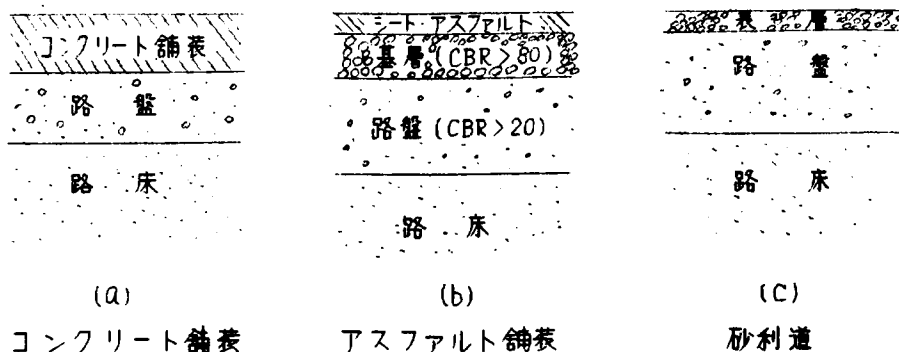 コンクリート舗装
路 盤
路 床
(a)
コンクリート舗装
シート・アスファルト
基層(CBR>80)
路盤(CBR>20)
路 床
(b)
アスファルト舗装
表 層
路 盤
路 床
(C)
砂利道